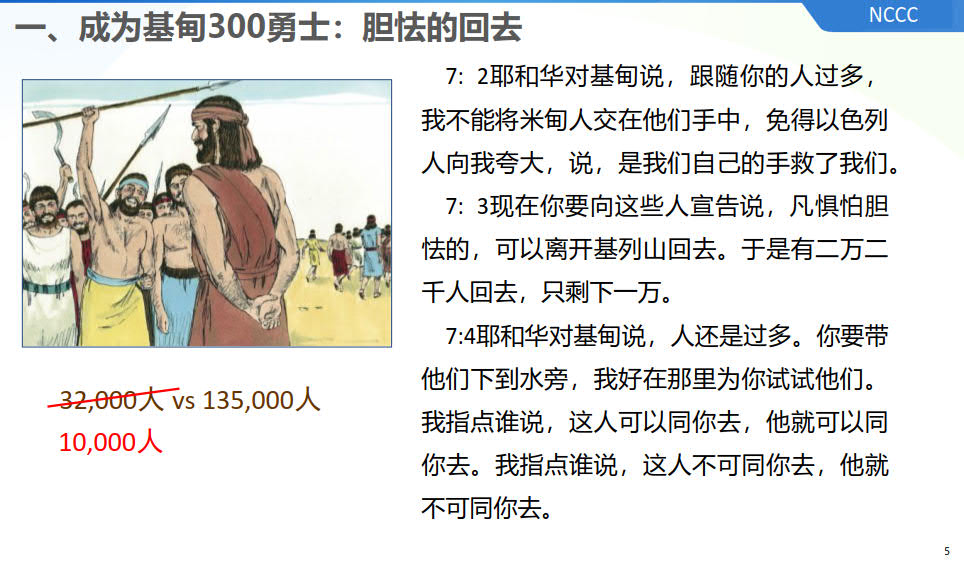 NCCC
一、成为基甸300勇士：胆怯的回去
7：2耶和华对基甸说，跟随你的人过多，
我不能将米甸人交在他们手中，免得以色列
人向我夸大，说，是我们自己的手救了我们。
7：3现在你要向这些人宣告说，凡惧怕胆
怯的，可以离开基列山回去。于是有二万二
千人回去，只剩下一万。
7:4耶和华对基甸说，人还是过多。你要带
他们下到水旁，我好在那里为你试试他们。
我指点谁说，这人可以同你去，他就可以同
你去。我指点谁说，这人不可同你去，他就
不可同你去。
32,000人 vs 135,000人
10,000人
5